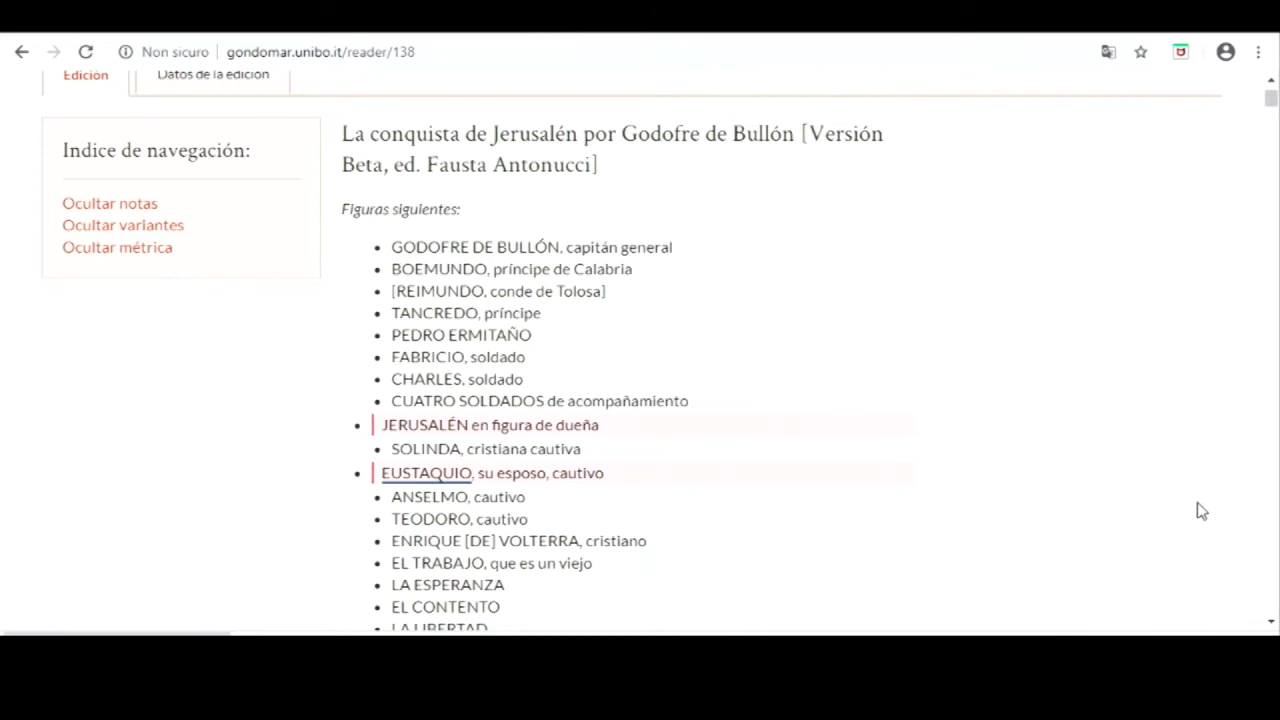 Non sicuro gondomar.unibo.it/reader/138
Edición Datos de la edición
Indice de navegación:
Ocultar notas
Ocultar variantes
Ocultar métrica
La conquista de Jerusalén por Godofre de Bullón [Versión
Beta, ed. Fausta Antonucci]
Figuras siguientes:
GODOFRE DE BULLÓN, capitán general
BOEMUNDO, príncipe de Calabria
[REIMUNDO, conde de Tolosa]
TANCREDO, príncipe
PEDRO ERMITAÑO
FABRICIO, soldado
CHARLES, soldado
CUATRO SOLDADOS de acompañamiento
JERUSALÉN en figura de dueña
SOLINDA, cristiana cautiva
EUSTAQUIO, su esposo, cautivo
ANSELMO, cautivo
TEODORO, cautivo
ENRIQUE [DE] VOLTERRA, cristiano
EL TRABAJO, que es un viejo
LA ESPERANZA
EL CONTENTO
LA LIBERTAD